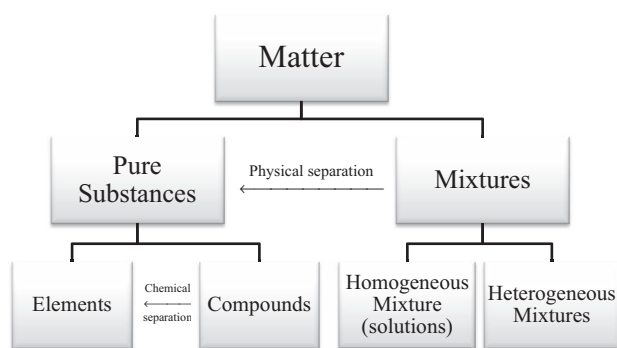 Matter
Pure
Substances
Physical separation
Mixtures
Elements
Chemical
separation
Compounds
Homogeneous
Mixture
(solutions)
Heterogeneous
Mixtures